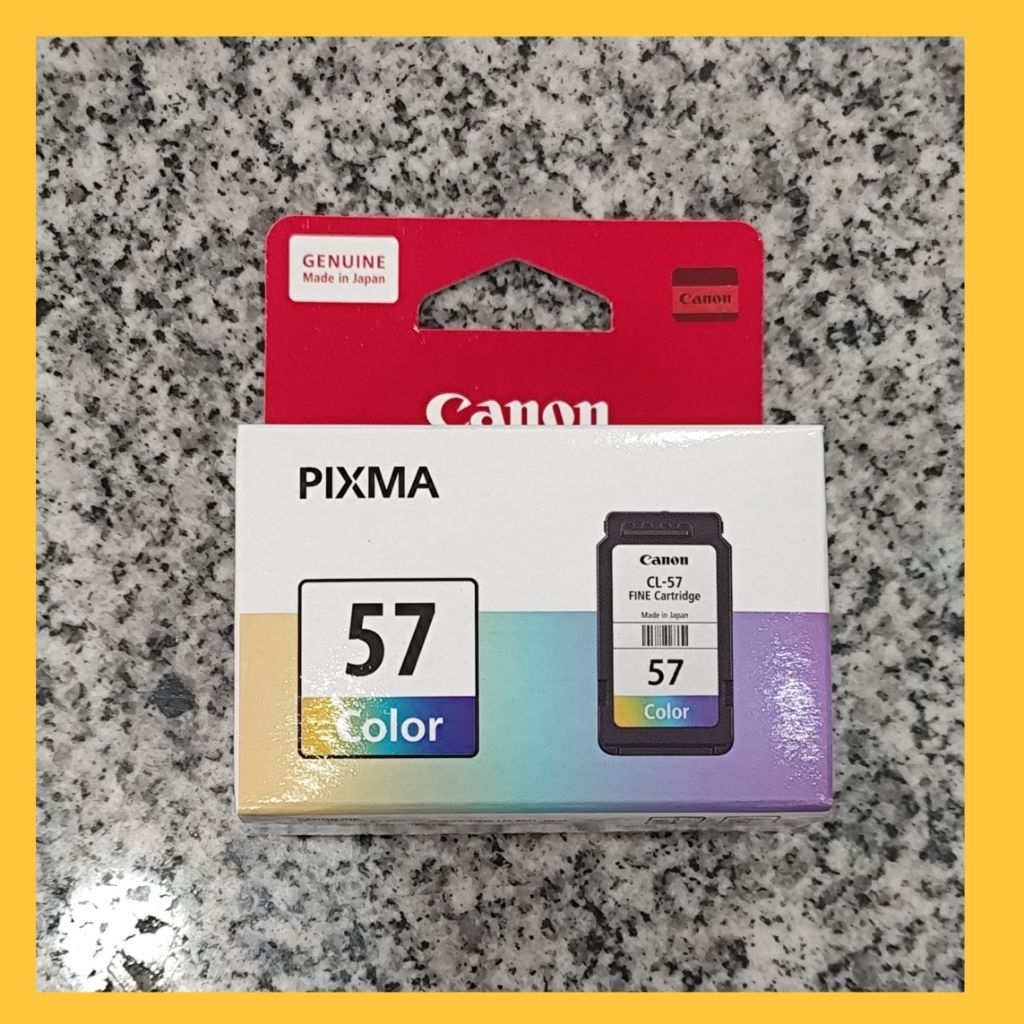 GENUINE
Made in Japan
Canon
Canon
PIXMA
57
Color
Canon
CL-57
FINE Cartridge
Made in Japan
57
Color